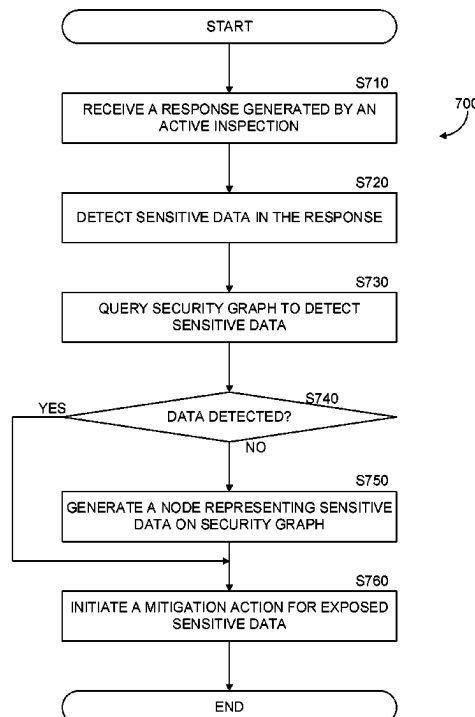 START
S710
RECEIVE A RESPONSE GENERATED BY AN
ACTIVE INSPECTION
700
S720
DETECT SENSITIVE DATA IN THE RESPONSE
S730
QUERY SECURITY GRAPH TO DETECT
SENSITIVE DATA
S740
YES
DATA DETECTED?
NO
S750
GENERATE A NODE REPRESENTING SENSITIVE
DATA ON SECURITY GRAPH
S760
INITIATE A MITIGATION ACTION FOR EXPOSED
SENSITIVE DATA
END